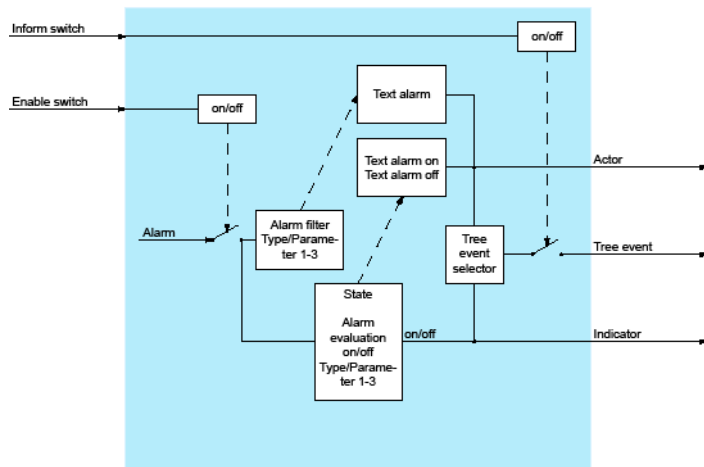 Inform switch
on/off
Text alarm
Enable switch
on/off
Text alarm on
Text alarm off
Actor
Alarm
Alarm filter
Type/Parame-
ter 1-3
Tree
event
selector
Tree event
State
Alarm
evaluation
on/off
Type/Parame-
ter 1-3
on/off
Indicator